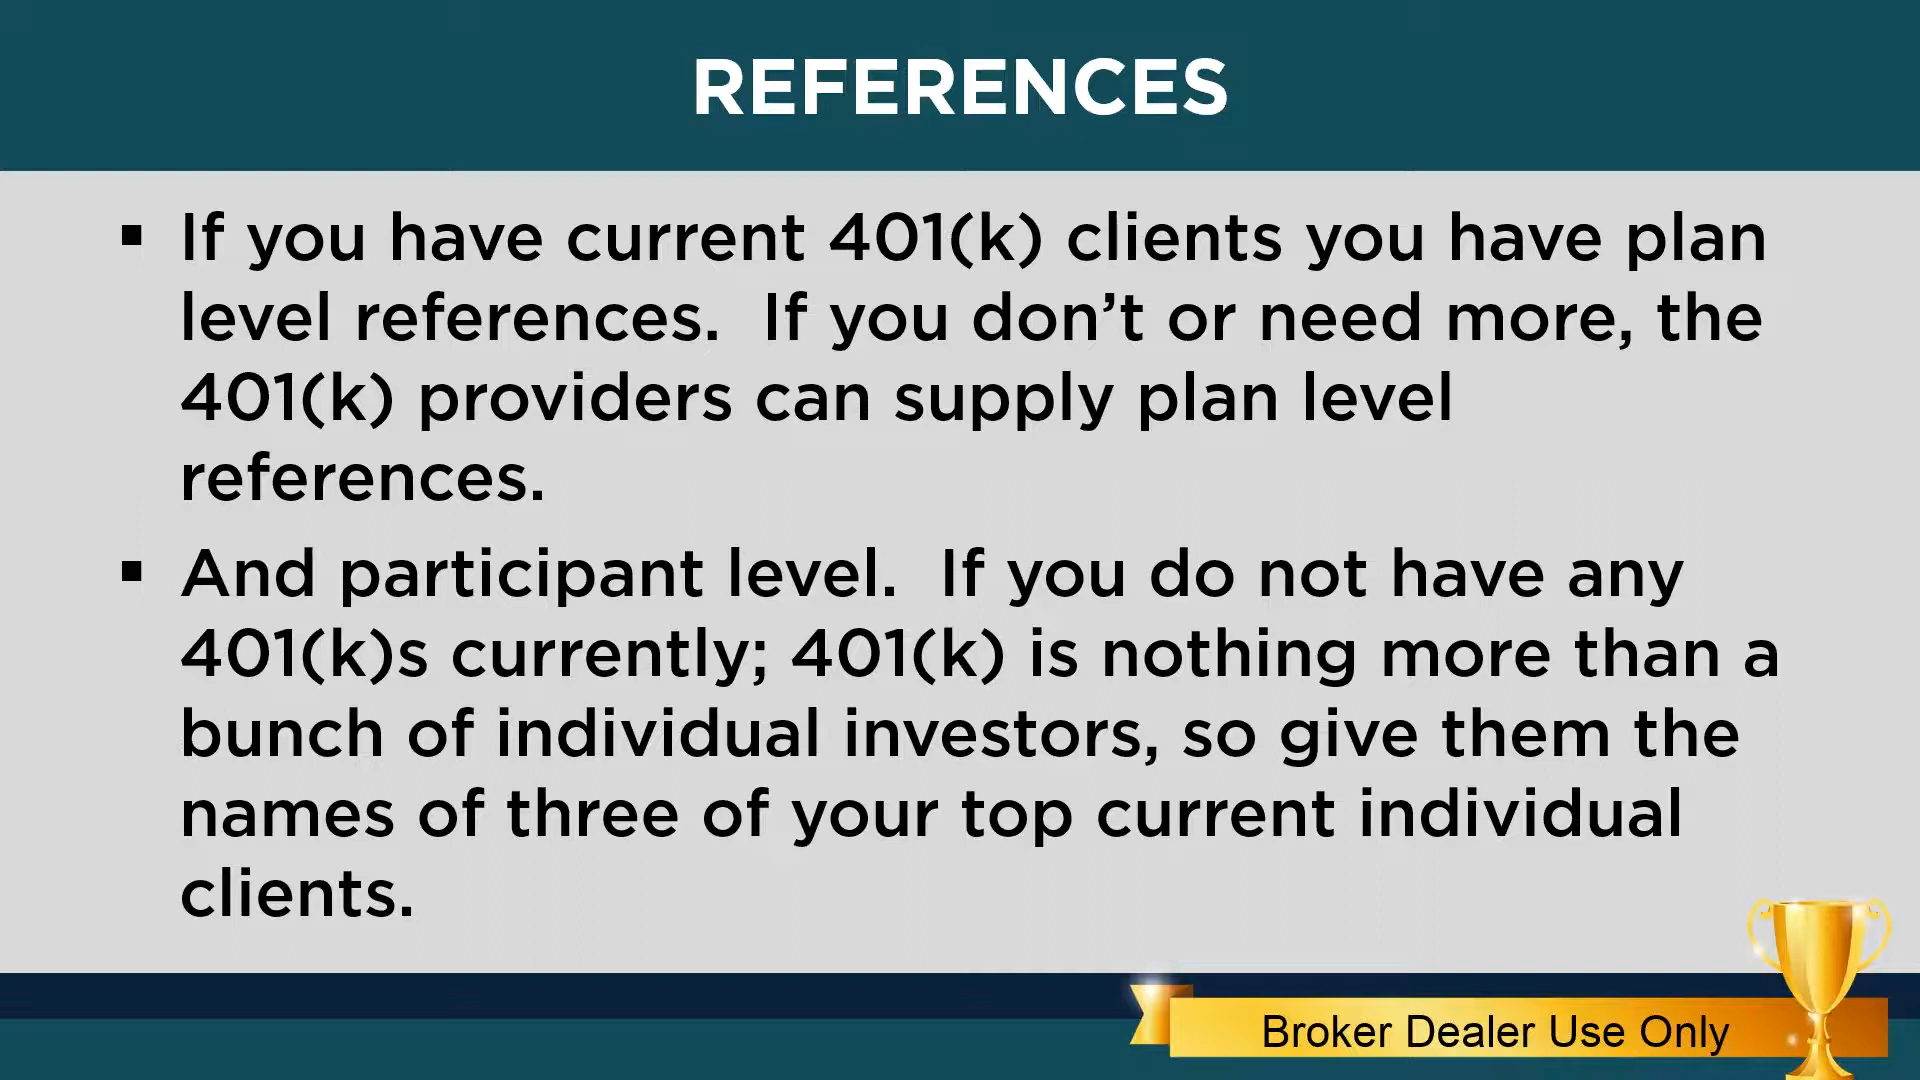 REFERENCES
▪ If you have current 401(k) clients you have plan
level references.  If you don’t or need more, the
401(k) providers can supply plan level
references.
▪ And participant level.  If you do not have any
401(k)s currently; 401(k) is nothing more than a
bunch of individual investors, so give them the
names of three of your top current individual
clients.
Broker Dealer Use Only